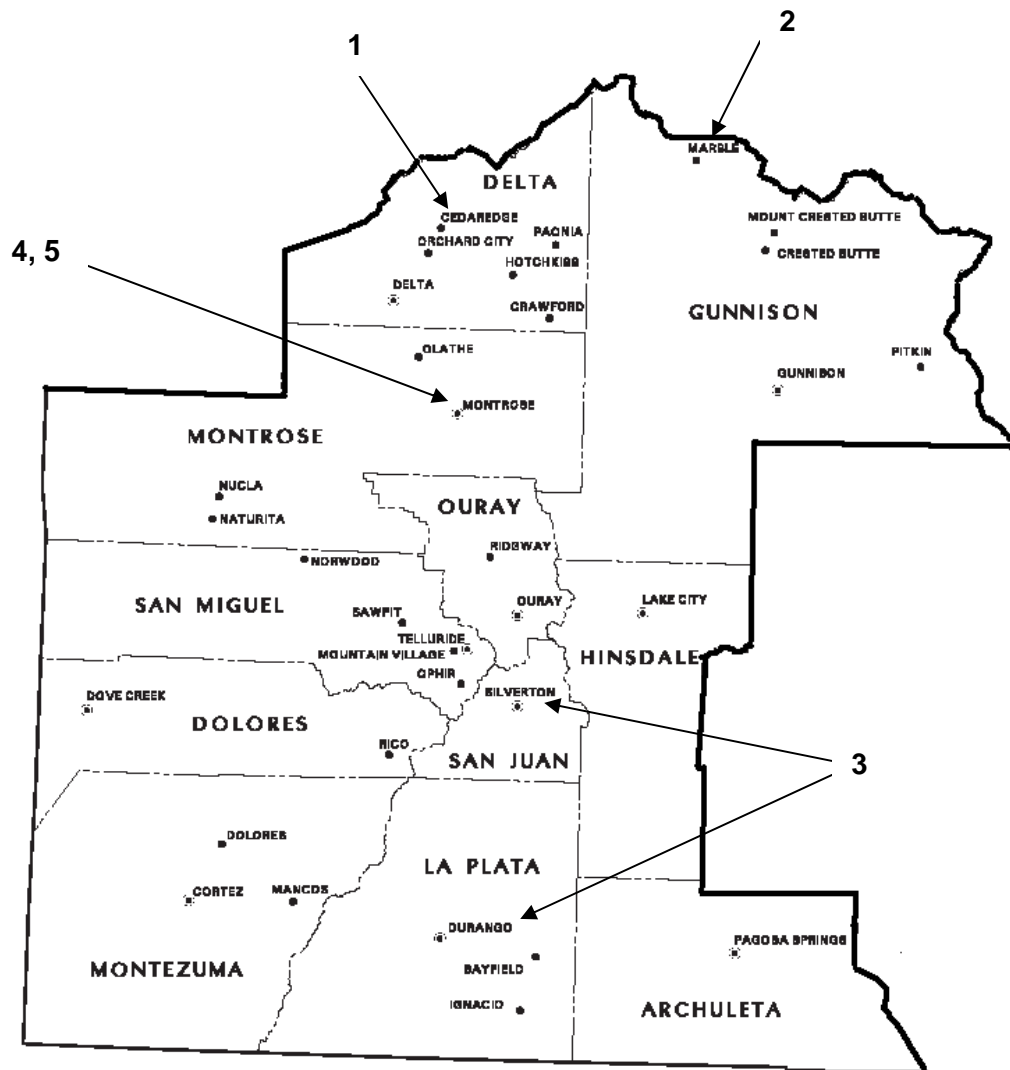 1
2
MARBLE
DELTA
CEDAREDGE
MOUNT CRESTED BUTTE
ORCHARD CITY
PAONIA
CRESTED BUTTE
4, 5
HOTCHKISS
DELTA
CRAWFORD
GUNNISON
OLATHE
PITKIN
GUNNISON
MONTROSE
MONTROSE
NUCLA
OURAY
NATURITA
RIDGWAY
NORWOOD
SAN MIGUEL
OURAY
LAKE CITY
SAWPIT
TELLURIDE
MOUNTAIN VILLAGE
HINSDALE
OPHIR
SILVERTON
DOVE CREEK
DOLORES
RICO
SAN JUAN
3
DOLORES
LA PLATA
CORTEZ
MANCOS
DURANGO
PAGOSA SPRINGS
MONTEZUMA
BAYFIELD
IGNACIO
ARCHULETA